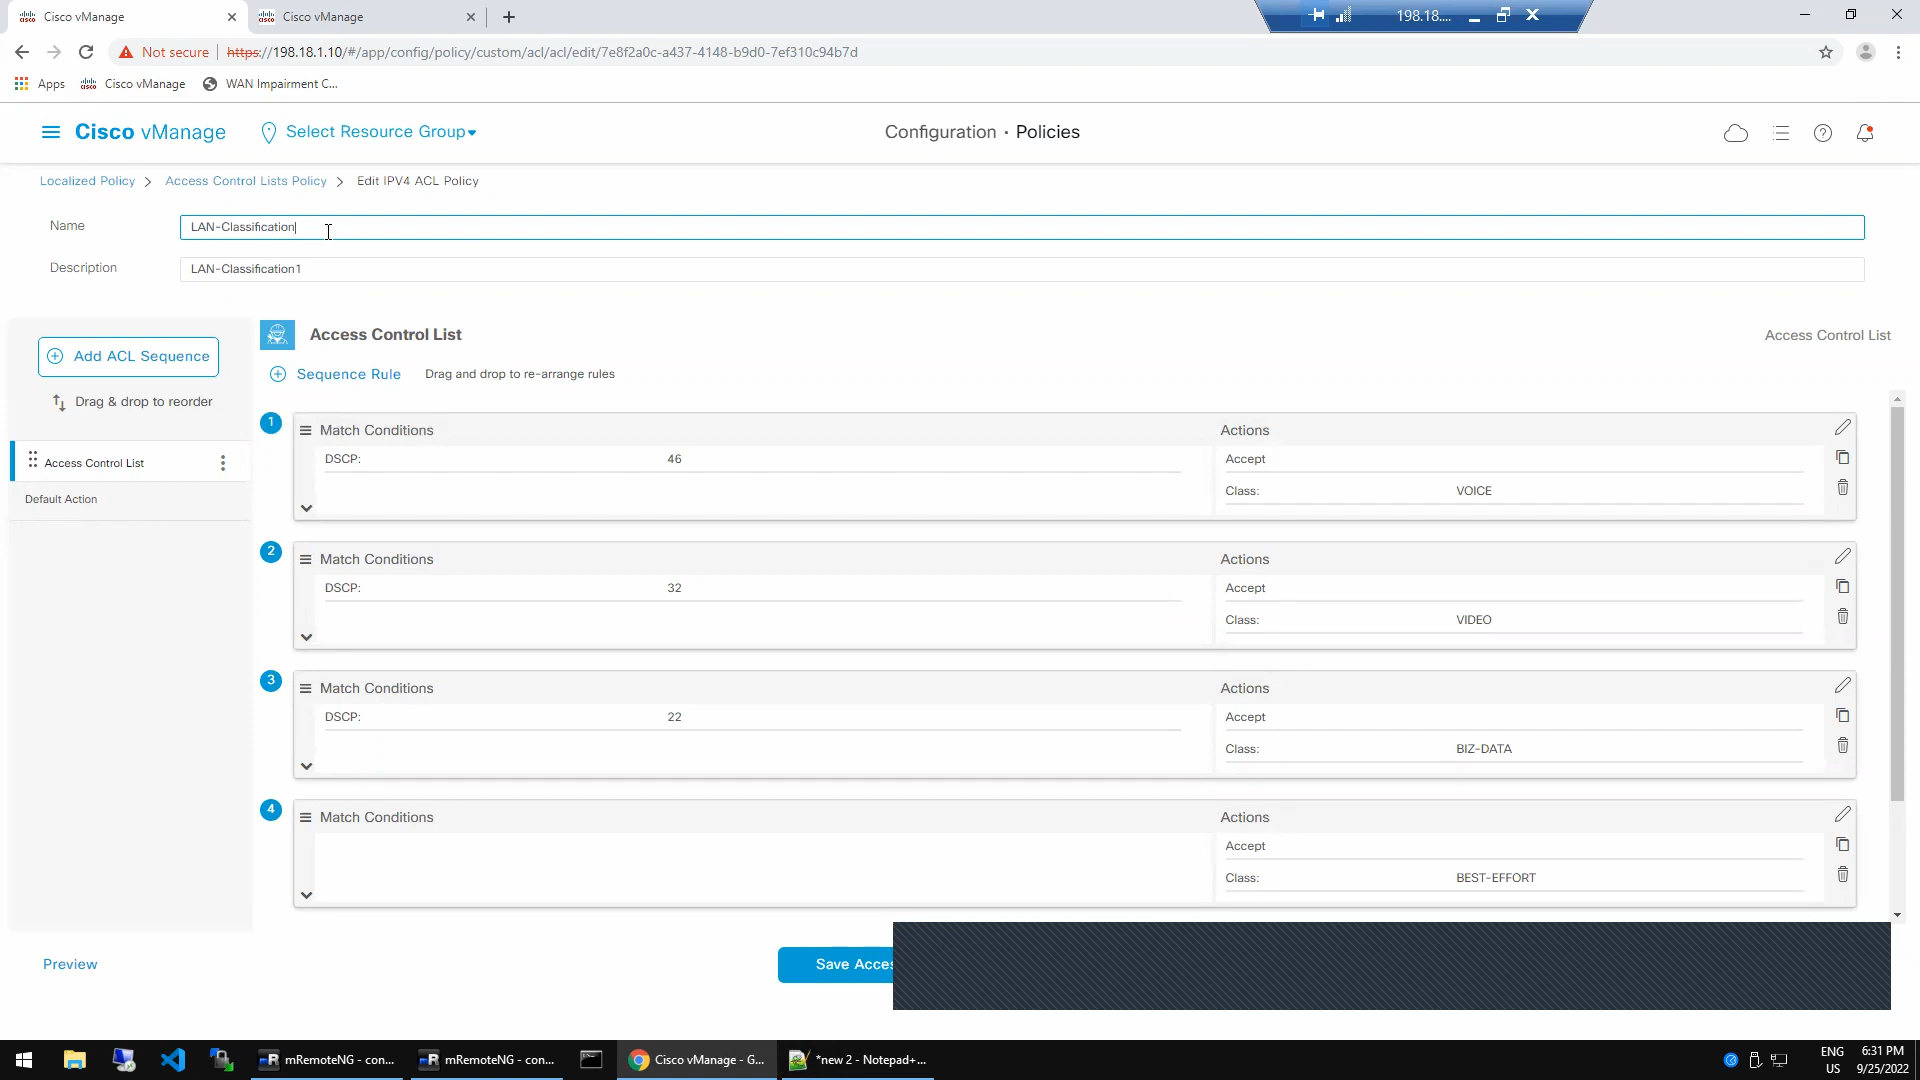 Cisco vManage
Cisco vManage
198.18....
Not secure
https://198.18.1.10/#/app/config/policy/custom/acl/acl/edit/7e8f2a0c-a437-4148-b9d0-7ef310c94b7d
Apps
Cisco vManage
WAN Impairment C...
Cisco vManage
Select Resource Group
Configuration · Policies
Localized Policy
Access Control Lists Policy
Edit IPV4 ACL Policy
Name
LAN-Classification
Description
LAN-Classification1
Add ACL Sequence
Drag & drop to reorder
Access Control List
Default Action
Access Control List
Access Control List
Sequence Rule
Drag and drop to re-arrange rules
1
Match Conditions
Actions
DSCP: 46
Accept
Class: VOICE
2
Match Conditions
Actions
DSCP: 32
Accept
Class: VIDEO
3
Match Conditions
Actions
DSCP: 22
Accept
Class: BIZ-DATA
4
Match Conditions
Actions
Accept
Class: BEST-EFFORT
Preview
Save Acces
mRemoteNG - con...
mRemoteNG - con...
Cisco vManage - G...
*new 2 - Notepad+...
ENG
US
6:31 PM
9/25/2022